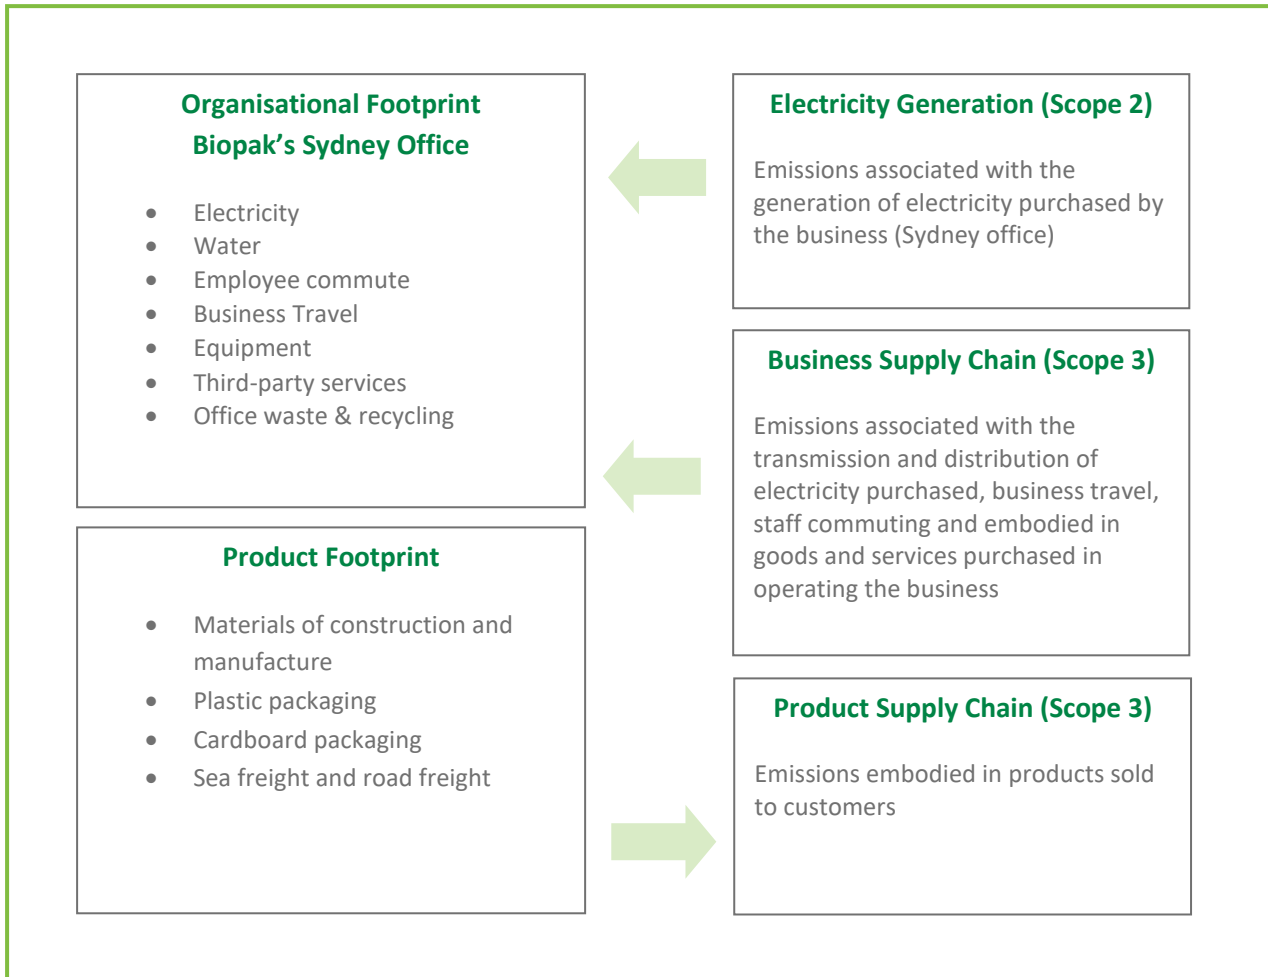 Organisational Footprint
Biopak’s Sydney Office
• Electricity
• Water
• Employee commute
• Business Travel
• Equipment
• Third-party services
• Office waste & recycling
Product Footprint
• Materials of construction and
manufacture
• Plastic packaging
• Cardboard packaging
• Sea freight and road freight
Electricity Generation (Scope 2)
Emissions associated with the
generation of electricity purchased by
the business (Sydney office)
Business Supply Chain (Scope 3)
Emissions associated with the
transmission and distribution of
electricity purchased, business travel,
staff commuting and embodied in
goods and services purchased in
operating the business
Product Supply Chain (Scope 3)
Emissions embodied in products sold
to customers